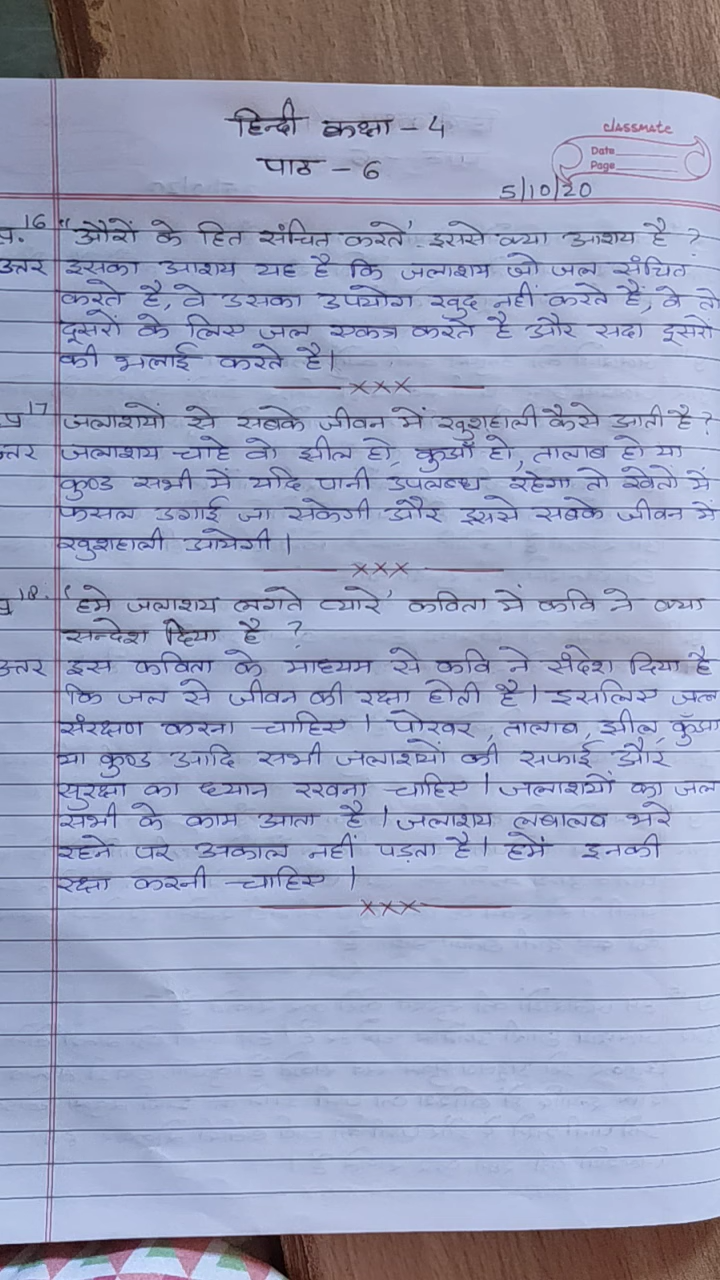 हिन्दी कक्षा - 4
classmate
Date
पाठ - 6
Page
5/10/20
प्र. 16 "औरों के हित संचित करते' इससे क्या आशय है ?
उत्तर इसका आशय यह है कि जलाशय जो जल संचित
करते है, वे उसका उपयोग खुद नहीं करते हैं, वे तो
दूसरों के लिए जल एकत्र करते है और सदा दूसरों
की भलाई करते है।
xxx
प्र 17 जलाशयों से सबके जीवन में खुशहाली कैसे आती है ?
उत्तर जलाशय चाहे वो झील हो, कुआँ हो, तालाब हो या
कुण्ड सभी में यदि पानी उपलब्ध रहेगा तो खेतों में
फसल उगाई जा सकेगी और इससे सबके जीवन में
खुशहाली आयेगी।
xxx
प्र 18. 'हमें जलाशय लगते प्यारे' कविता में कवि ने क्या
सन्देश दिया है ?
उत्तर इस कविता के माध्यम से कवि ने संदेश दिया है
कि जल से जीवन की रक्षा होती है। इसलिए जल
संरक्षण करना चाहिए। पोखर, तालाब, झील, कुँआ
या कुण्ड आदि सभी जलाशयों की सफाई और
सुरक्षा का ध्यान रखना चाहिए। जलाशयों का जल
सभी के काम आता है। जलाशय लबालब भरे
रहने पर अकाल नहीं पड़ता है। हमें इनकी
रक्षा करनी चाहिए।
xxx